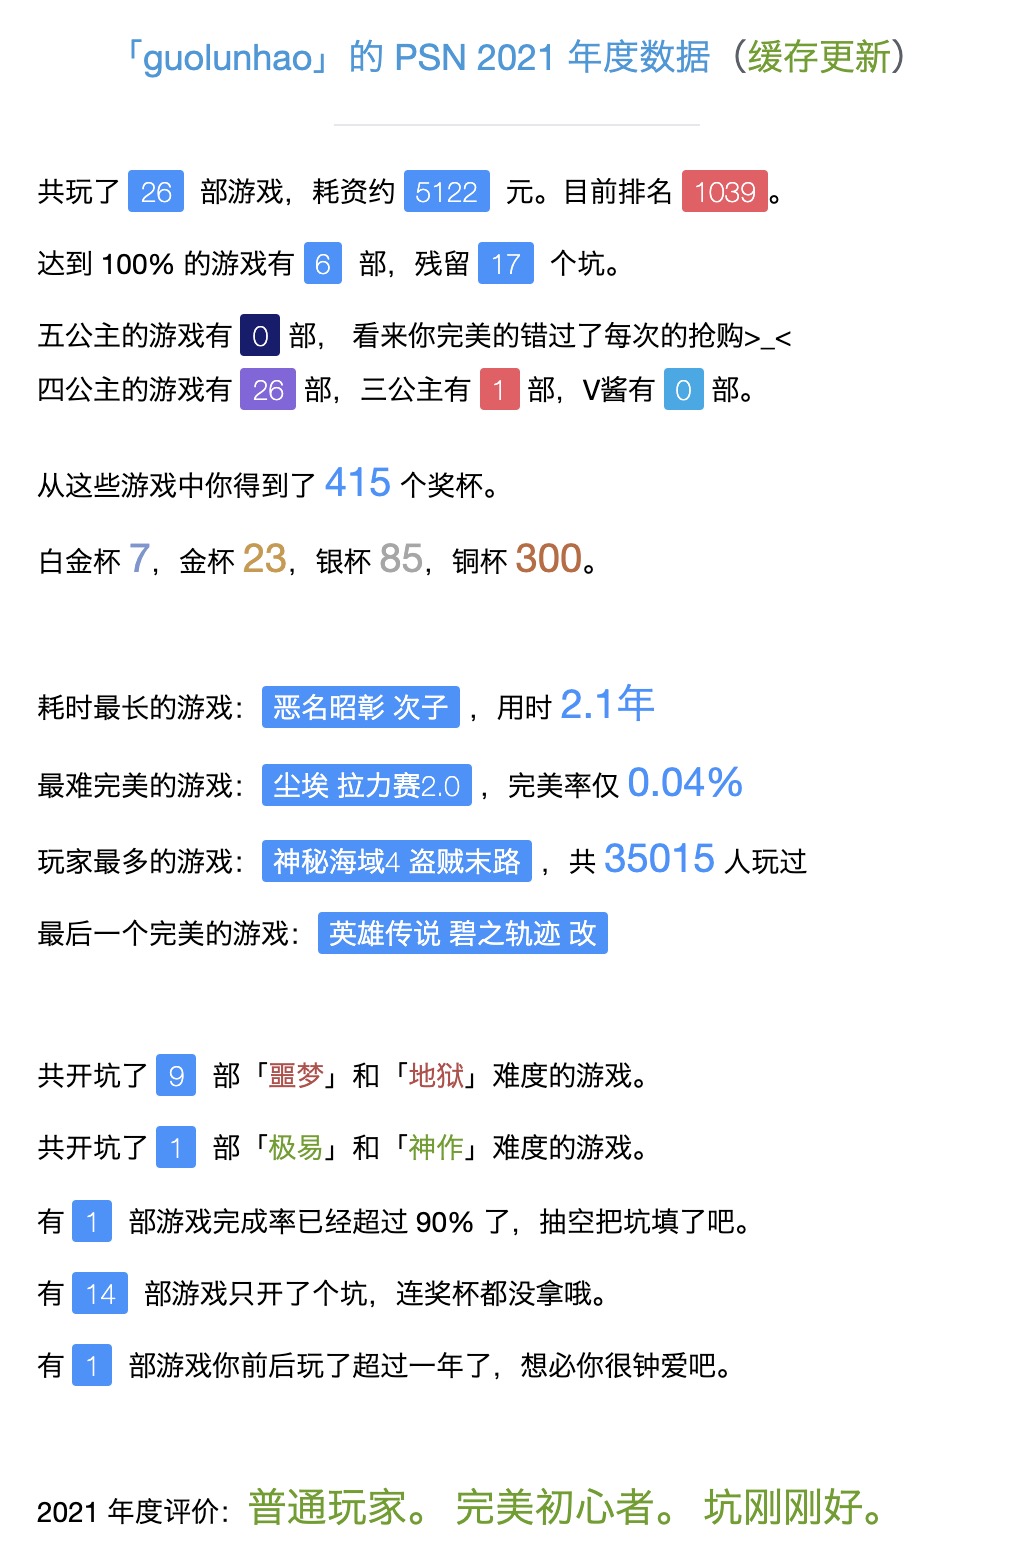 「guolunhao」的 PSN 2021 年度数据（缓存更新）
共玩了 26 部游戏，耗资约 5122 元。目前排名 1039。
达到 100% 的游戏有 6 部，残留 17 个坑。
五公主的游戏有 0 部， 看来你完美的错过了每次的抢购>_<
四公主的游戏有 26 部，三公主有 1 部，V酱有 0 部。
从这些游戏中你得到了 415 个奖杯。
白金杯 7，金杯 23，银杯 85，铜杯 300。
耗时最长的游戏： 恶名昭彰 次子 ，用时 2.1年
最难完美的游戏： 尘埃 拉力赛2.0 ，完美率仅 0.04%
玩家最多的游戏： 神秘海域4 盗贼末路 ，共 35015 人玩过
最后一个完美的游戏： 英雄传说 碧之轨迹 改
共开坑了 9 部「噩梦」和「地狱」难度的游戏。
共开坑了 1 部「极易」和「神作」难度的游戏。
有 1 部游戏完成率已经超过 90% 了，抽空把坑填了吧。
有 14 部游戏只开了个坑，连奖杯都没拿哦。
有 1 部游戏你前后玩了超过一年了，想必你很钟爱吧。
2021 年度评价：普通玩家。 完美初心者。 坑刚刚好。